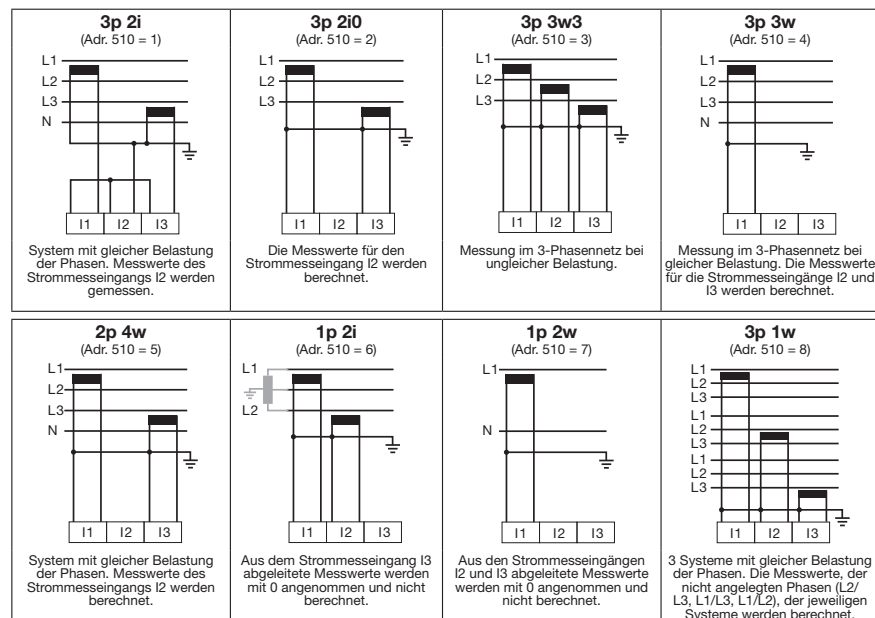 3p 2i
(Adr. 510 = 1)
L1
L2
L3
N
I1 I2 I3
System mit gleicher Belastung
der Phasen. Messwerte des
Strommesseingangs I2 werden
gemessen.
3p 2i0
(Adr. 510 = 2)
L1
L2
L3
I1 I2 I3
Die Messwerte für den
Strommesseingang I2 werden
berechnet.
3p 3w3
(Adr. 510 = 3)
L1
L2
L3
I1 I2 I3
Messung im 3-Phasennetz bei
ungleicher Belastung.
3p 3w
(Adr. 510 = 4)
L1
L2
L3
N
I1 I2 I3
Messung im 3-Phasennetz bei
gleicher Belastung. Die Messwerte
für die Strommesseingänge I2 und
I3 werden berechnet.
2p 4w
(Adr. 510 = 5)
L1
L2
L3
N
I1 I2 I3
System mit gleicher Belastung
der Phasen. Messwerte des
Strommesseingangs I2 werden
berechnet.
1p 2i
(Adr. 510 = 6)
L1
L2
I1 I2 I3
Aus dem Strommesseingang I3
abgeleitete Messwerte werden
mit 0 angenommen und nicht
berechnet.
1p 2w
(Adr. 510 = 7)
L1
N
I1 I2 I3
Aus den Strommesseingängen
I2 und I3 abgeleitete Messwerte
werden mit 0 angenommen und
nicht berechnet.
3p 1w
(Adr. 510 = 8)
L1
L2
L3
L1
L2
L3
L1
L2
L3
I1 I2 I3
3 Systeme mit gleicher Belastung
der Phasen. Die Messwerte, der
nicht angelegten Phasen (L2/
L3, L1/L3, L1/L2), der jeweiligen
Systeme werden berechnet.